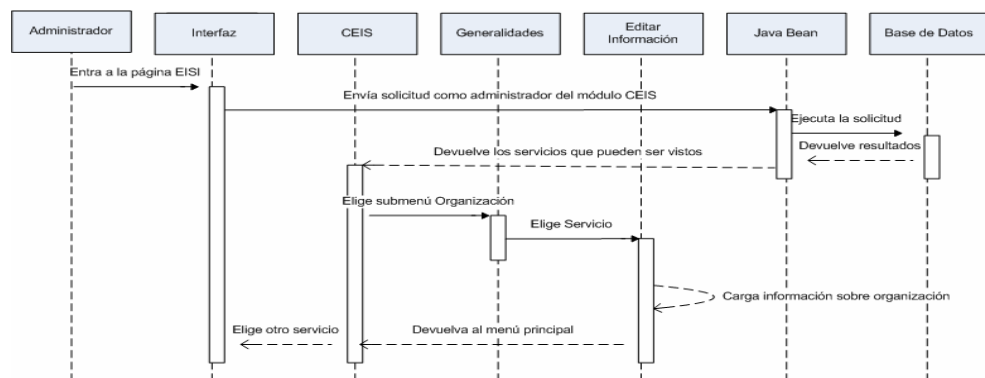 Administrador
Interfaz
CEIS
Generalidades
Editar
Información
Java Bean
Base de Datos
Entra a la página EISI
Envía solicitud como administrador del módulo CEIS
Ejecuta la solicitud
Devuelve resultados
Devuelve los servicios que pueden ser vistos
Elige submenú Organización
Elige Servicio
Carga información sobre organización
Elige otro servicio
Devuelva al menú principal